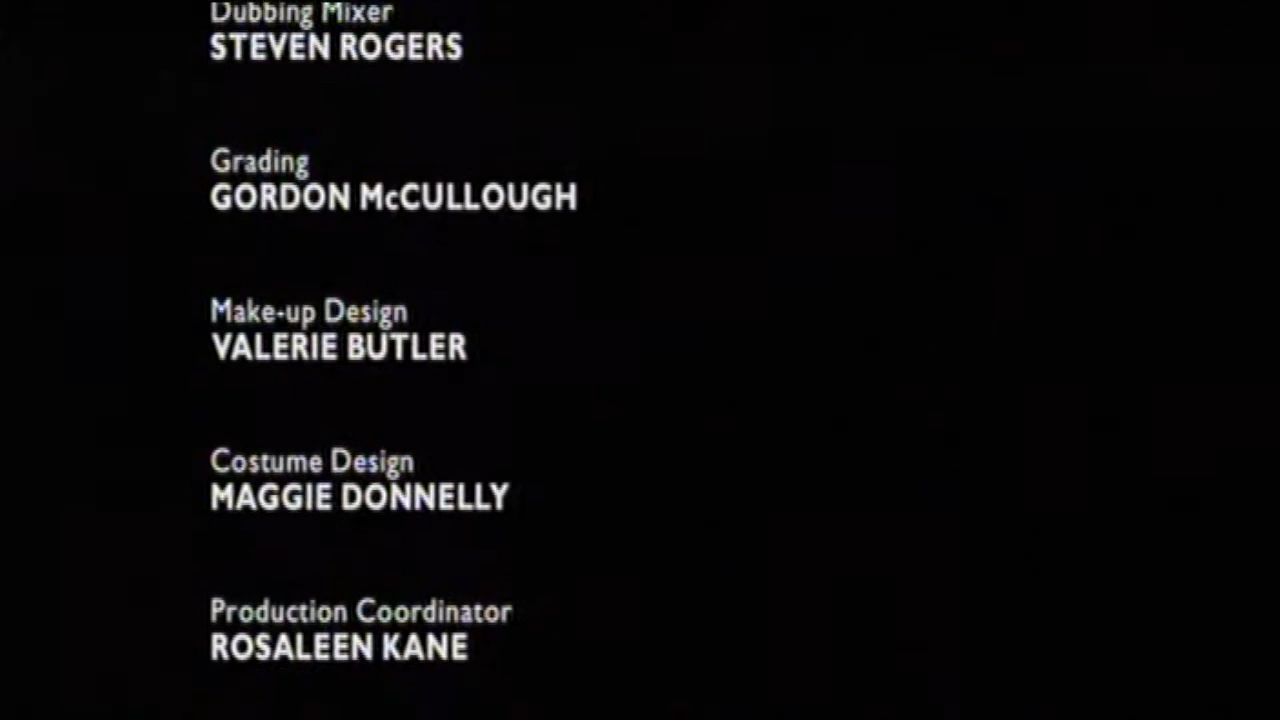 Dubbing Mixer
STEVEN ROGERS
Grading
GORDON McCULLOUGH
Make-up Design
VALERIE BUTLER
Costume Design
MAGGIE DONNELLY
Production Coordinator
ROSALEEN KANE